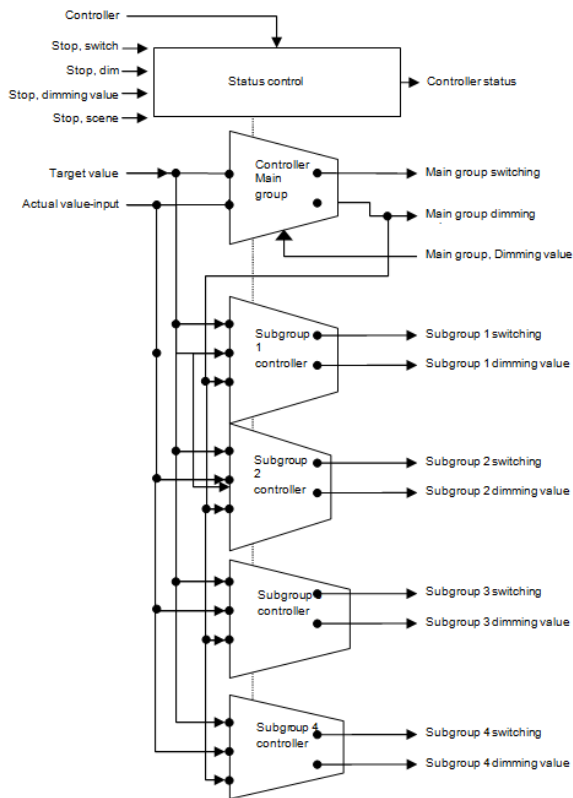 Controller
Stop, switch
Stop, dim
Stop, dimming value
Stop, scene
Status control
Controller status
Target value
Actual value-input
Controller
Main
group
Main group switching
Main group dimming
Main group, Dimming value
Subgroup
1
controller
Subgroup 1 switching
Subgroup 1 dimming value
Subgroup
2
controller
Subgroup 2 switching
Subgroup 2 dimming value
Subgroup
controller
Subgroup 3 switching
Subgroup 3 dimming value
Subgroup 4
controller
Subgroup 4 switching
Subgroup 4 dimming value